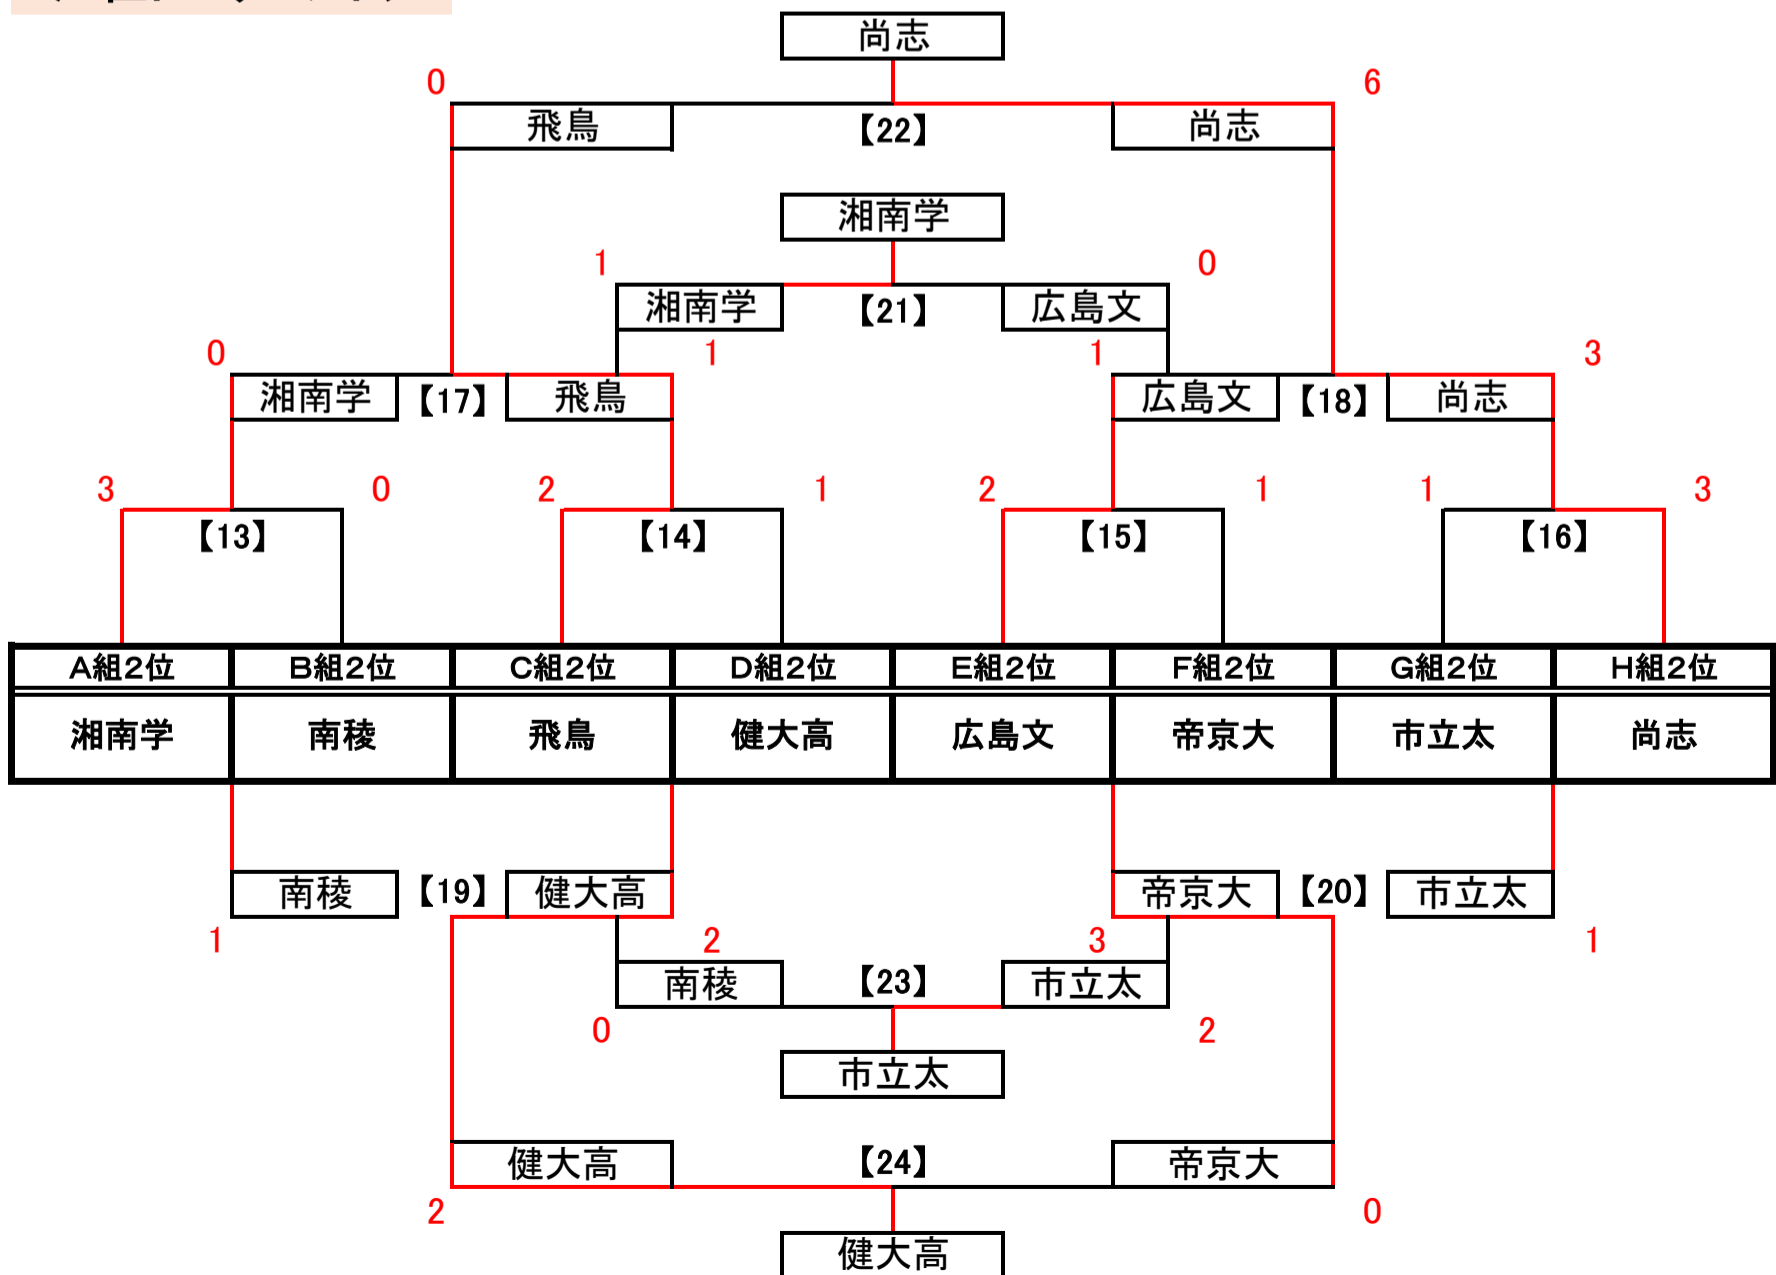 尚志
0 6
飛鳥 【22】 尚志
湘南学
1 0
湘南学 【21】 広島文
0 1 1 3
湘南学 【17】 飛鳥 広島文 【18】 尚志
3 0 2 1 2 1 1 3
【13】 【14】 【15】 【16】
A組2位 B組2位 C組2位 D組2位 E組2位 F組2位 G組2位 H組2位
湘南学 南稜 飛鳥 健大高 広島文 帝京大 市立太 尚志
南稜 【19】 健大高 帝京大 【20】 市立太
1 2 3 1
南稜 【23】 市立太
0 2
市立太
健大高 【24】 帝京大
2 0
健大高